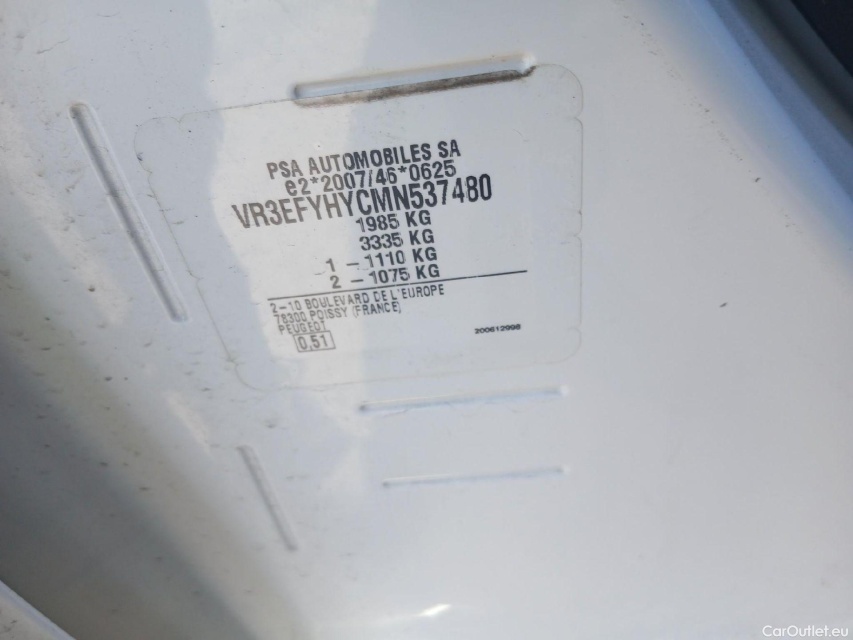 PSA AUTOMOBILES SA
e2*2007/46*0625
VR3EFYHYCMN537480
1985 KG
3335 KG
1 - 1110 KG
2 - 1075 KG
2-10 BOULEVARD DE L'EUROPE
78300 POISSY (FRANCE)
PEUGEOT
0,51
200612998
CarOutlet.eu